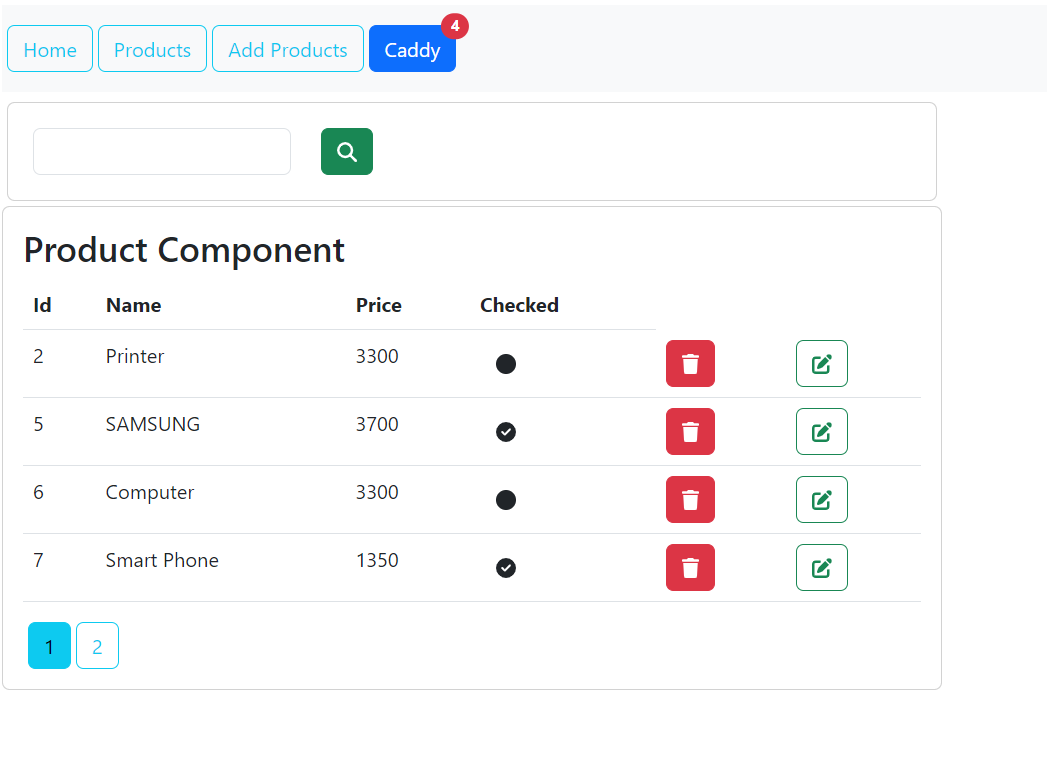 Home Products Add Products Caddy 4
Product Component
Id Name Price Checked
2 Printer 3300
5 SAMSUNG 3700
6 Computer 3300
7 Smart Phone 1350
1 2